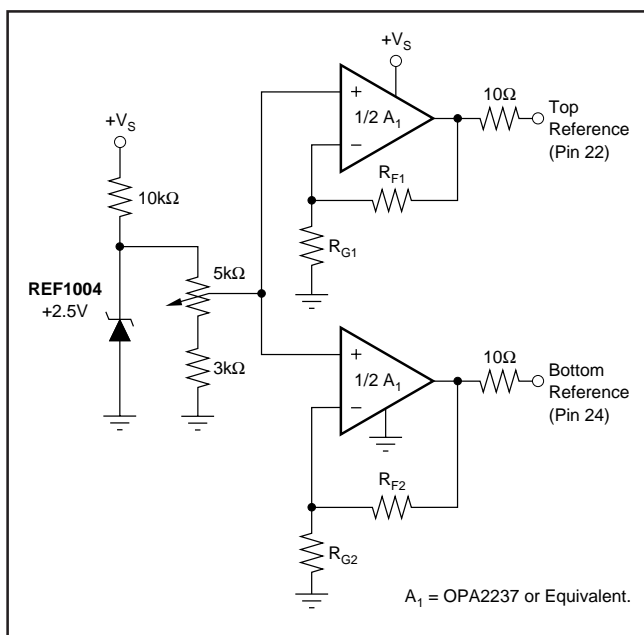 +V_S
+
1/2 A_1
−
10Ω
Top
Reference
(Pin 22)
R_F1
R_G1
+V_S
10kΩ
REF1004
+2.5V
5kΩ
3kΩ
+
1/2 A_1
−
10Ω
Bottom
Reference
(Pin 24)
R_F2
R_G2
A_1 = OPA2237 or Equivalent.